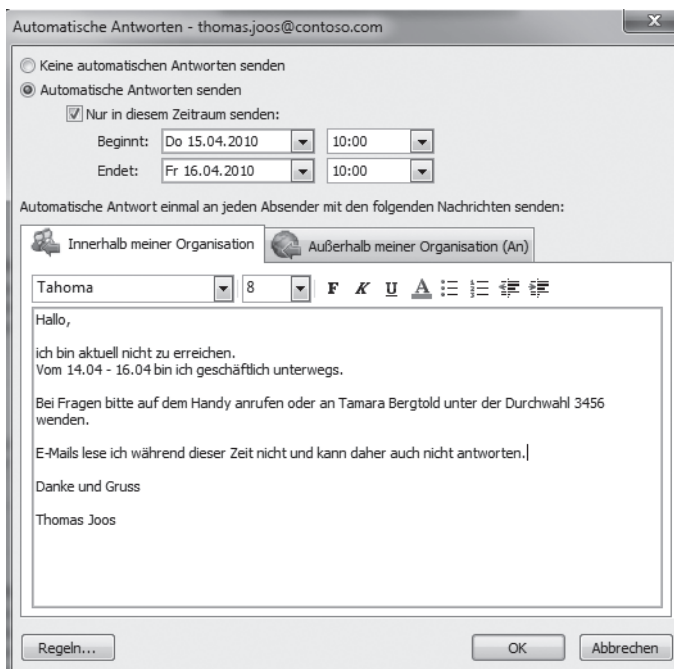 Automatische Antworten - thomas.joos@contoso.com
Keine automatischen Antworten senden
Automatische Antworten senden
Nur in diesem Zeitraum senden:
Beginnt: Do 15.04.2010 10:00
Endet: Fr 16.04.2010 10:00
Automatische Antwort einmal an jeden Absender mit den folgenden Nachrichten senden:
Innerhalb meiner Organisation Außerhalb meiner Organisation (An)
Tahoma 8 F K U A
Hallo,
ich bin aktuell nicht zu erreichen.
Vom 14.04 - 16.04 bin ich geschäftlich unterwegs.
Bei Fragen bitte auf dem Handy anrufen oder an Tamara Bergtold unter der Durchwahl 3456
wenden.
E-Mails lese ich während dieser Zeit nicht und kann daher auch nicht antworten.
Danke und Gruss
Thomas Joos
Regeln... OK Abbrechen